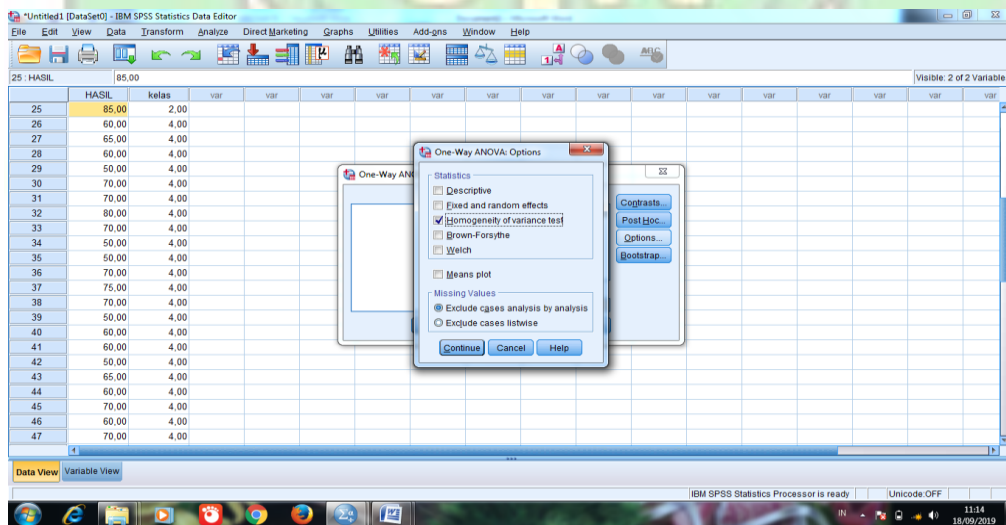 *Untitled1 [DataSet0] - IBM SPSS Statistics Data Editor
File Edit View Data Transform Analyze Direct Marketing Graphs Utilities Add-ons Window Help
25 : HASIL 85,00 Visible: 2 of 2 Variable
HASIL kelas var var var var var var var var var var var var var var
25 85,00 2,00
26 60,00 4,00
27 65,00 4,00
28 60,00 4,00
29 50,00 4,00
30 70,00 4,00
31 70,00 4,00
32 80,00 4,00
33 70,00 4,00
34 50,00 4,00
35 50,00 4,00
36 70,00 4,00
37 75,00 4,00
38 70,00 4,00
39 50,00 4,00
40 60,00 4,00
41 60,00 4,00
42 50,00 4,00
43 65,00 4,00
44 60,00 4,00
45 70,00 4,00
46 60,00 4,00
47 70,00 4,00
One-Way AN
Contrasts...
Post Hoc...
Options...
Bootstrap...
One-Way ANOVA: Options
Statistics
Descriptive
Fixed and random effects
Homogeneity of variance test
Brown-Forsythe
Welch
Means plot
Missing Values
Exclude cases analysis by analysis
Exclude cases listwise
Continue Cancel Help
Data View Variable View
IBM SPSS Statistics Processor is ready Unicode:OFF
IN 11:14
18/09/2019